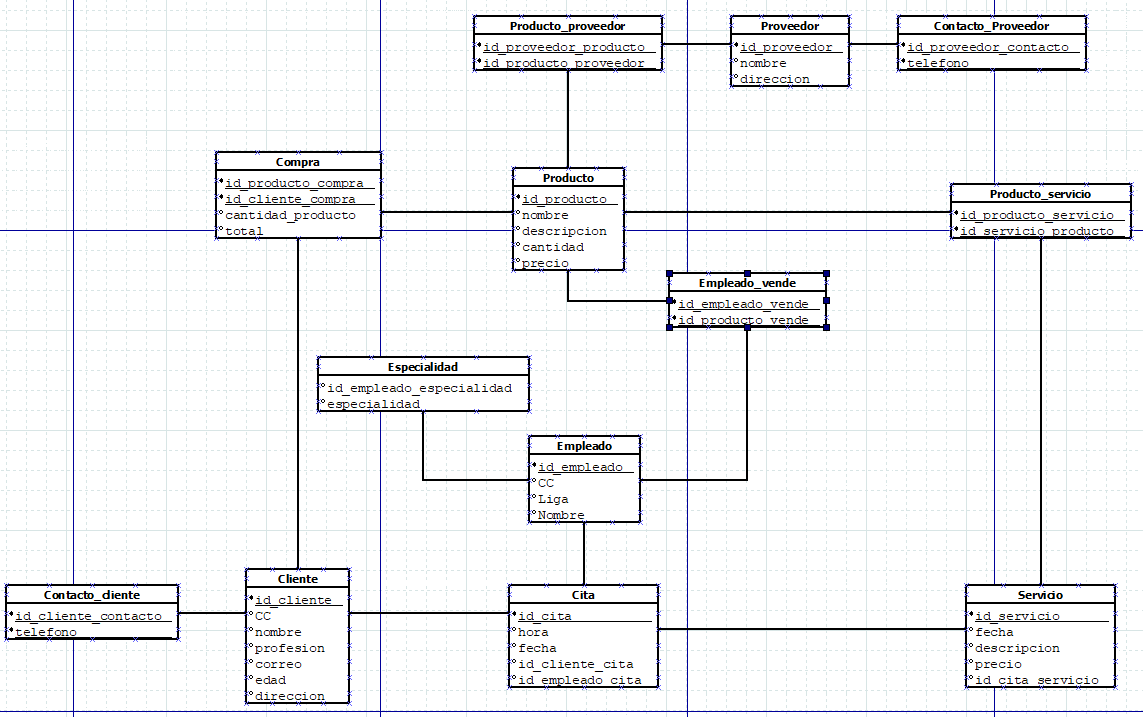 Producto_proveedor
id_proveedor_producto
id_producto_proveedor
Proveedor
id_proveedor
nombre
direccion
Contacto_Proveedor
id_proveedor_contacto
telefono
Compra
id_producto_compra
id_cliente_compra
cantidad_producto
total
Producto
id_producto
nombre
descripcion
cantidad
precio
Producto_servicio
id_producto_servicio
id_servicio_producto
Empleado_vende
id_empleado_vende
id_producto_vende
Especialidad
id_empleado_especialidad
especialidad
Empleado
id_empleado
CC
Liga
Nombre
Contacto_cliente
id_cliente_contacto
telefono
Cliente
id_cliente
CC
nombre
profesion
correo
edad
direccion
Cita
id_cita
hora
fecha
id_cliente_cita
id_empleado_cita
Servicio
id_servicio
fecha
descripcion
precio
id_cita_servicio